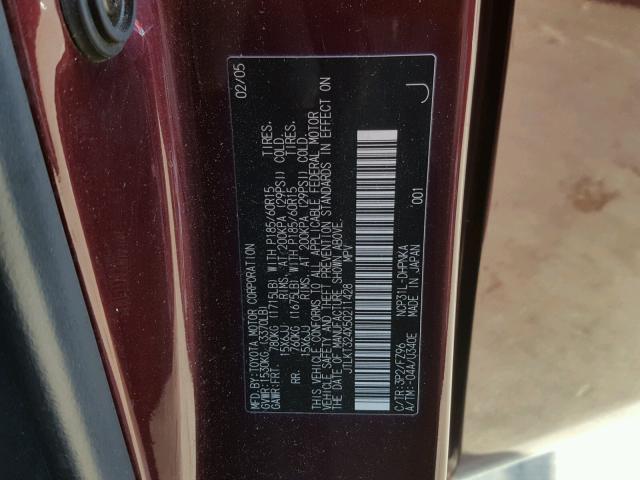 MFD.BY:TOYOTA MOTOR CORPORATION 02/05
GVWR:1530KG (3370LB)
GAWR:FRT. 780KG (1715LB) WITH P185/60R15 TIRES.
15X6JJ RIMS, AT 200KPA (29PSI) COLD.
RR. 760KG (1675LB) WITH P185/60R15 TIRES.
15X6JJ RIMS, AT 200KPA (29PSI) COLD.
THIS VEHICLE CONFORMS TO ALL APPLICABLE FEDERAL MOTOR
VEHICLE SAFETY AND THEFT PREVENTION STANDARDS IN EFFECT ON
THE DATE OF MANUFACTURE SHOWN ABOVE.
JTLKT324X50211428 MPV
C/TR:3P2/FZ96 NCP31L-DHPNKA
A/TM:-04A/U340E MADE IN JAPAN
001 J